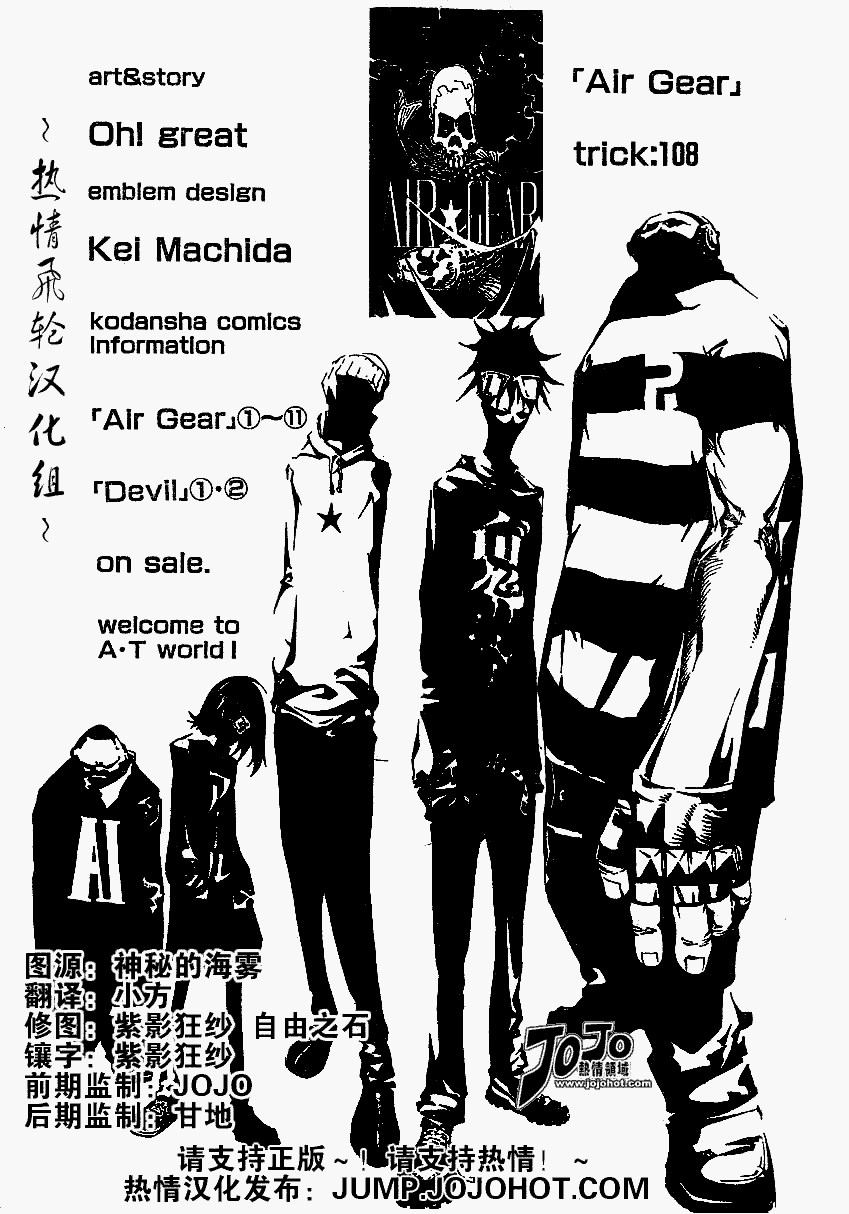 art&story
Oh! great
emblem design
Kei Machida
kodansha comics
information
「Air Gear」①～⑪
「Devil」①・②
on sale.
welcome to
A・T world!
～热情飛轮汉化组～
AIR★GEAR
「Air Gear」
trick:108
图源：神秘的海雾
翻译：小方
修图：紫影狂纱 自由之石
镶字：紫影狂纱
前期监制：JOJO
后期监制：甘地
JOJO
熱情領域
www.jojohot.com
请支持正版～！请支持热情！～
热情汉化发布：JUMP.JOJOHOT.COM